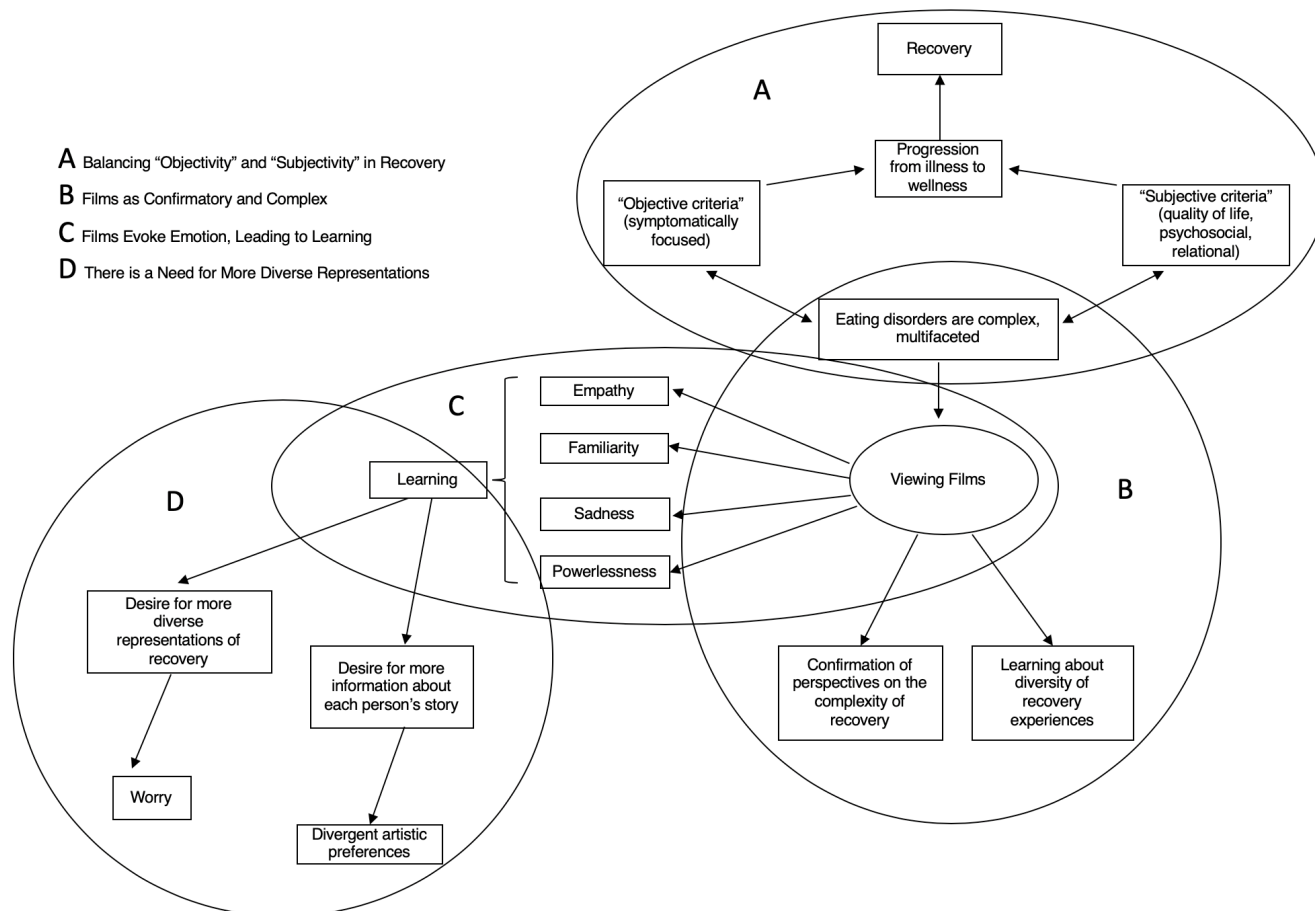 Recovery
A
A Balancing “Objectivity” and “Subjectivity” in Recovery
B Films as Confirmatory and Complex
C Films Evoke Emotion, Leading to Learning
D There is a Need for More Diverse Representations
Progression
from illness to
wellness
“Objective criteria”
(symptomatically
focused)
“Subjective criteria”
(quality of life,
psychosocial,
relational)
Eating disorders are complex,
multifaceted
C
Empathy
Familiarity
Sadness
Powerlessness
Learning
Viewing Films
B
D
Desire for more
diverse
representations of
recovery
Desire for more
information about
each person’s story
Confirmation of
perspectives on the
complexity of
recovery
Learning about
diversity of
recovery
experiences
Worry
Divergent artistic
preferences